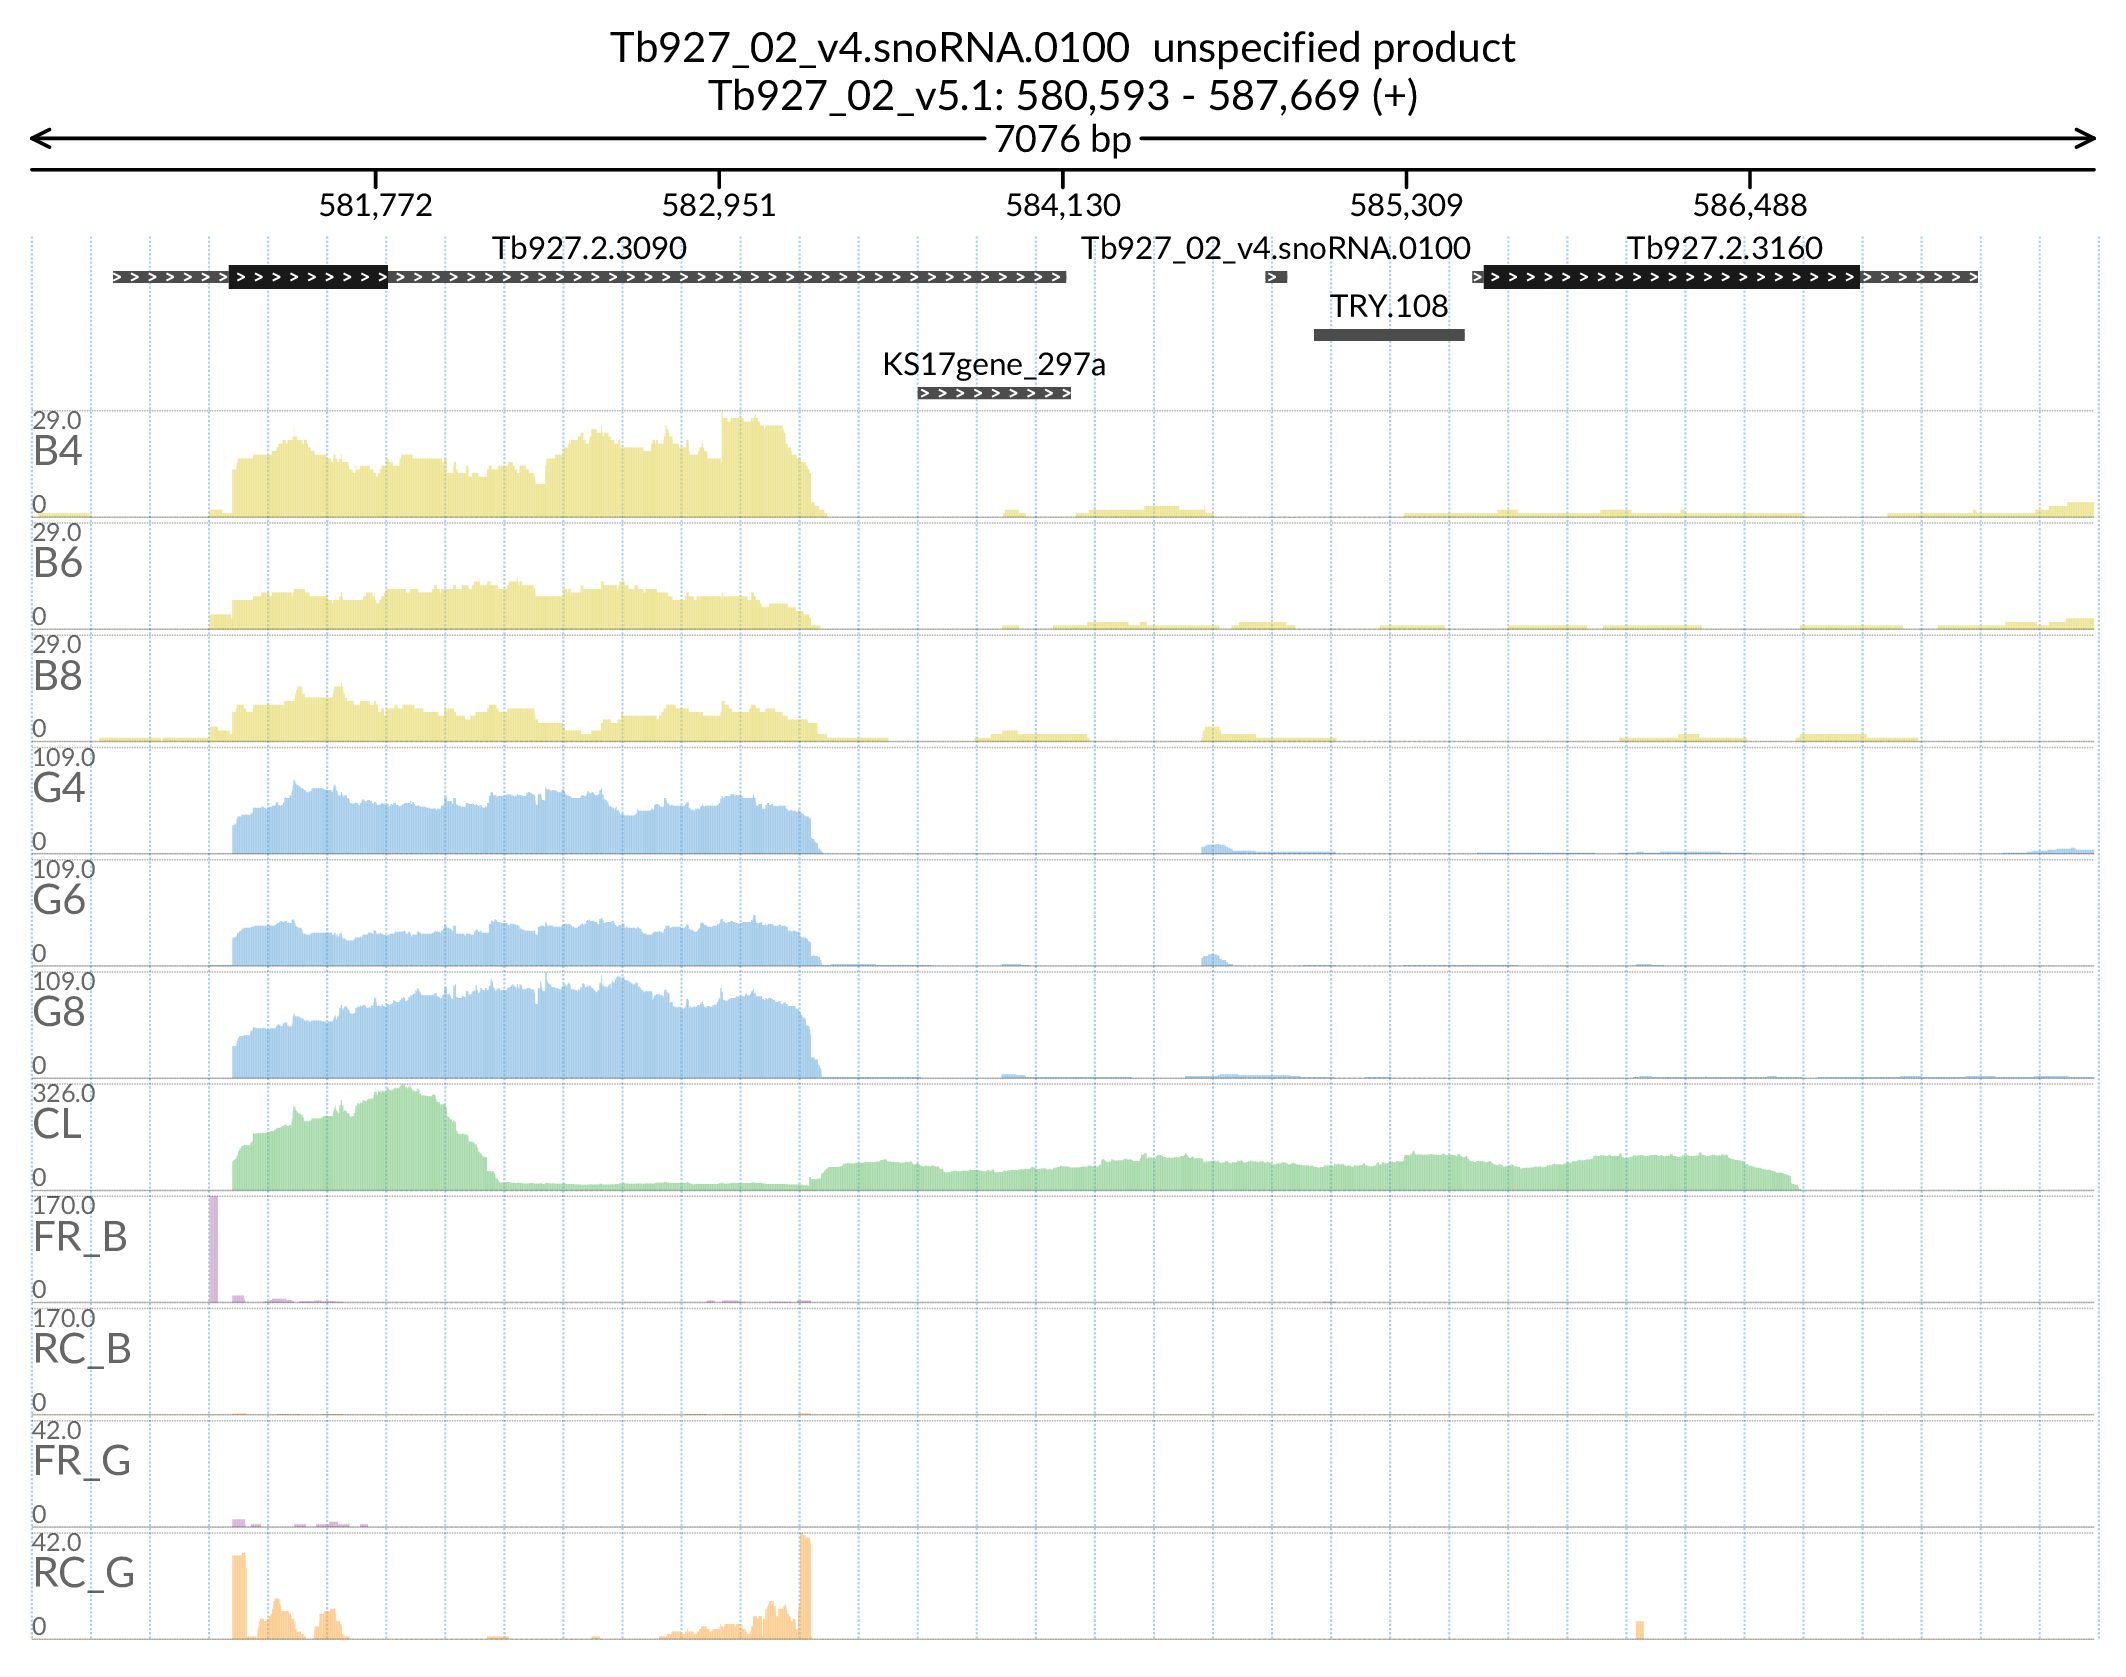 Tb927_02_v4.snoRNA.0100  unspecified product
Tb927_02_v5.1: 580,593 - 587,669 (+)
7076 bp
581,772 582,951 584,130 585,309 586,488
Tb927.2.3090 Tb927_02_v4.snoRNA.0100 Tb927.2.3160
TRY.108
KS17gene_297a
29.0
B4
0
29.0
B6
0
29.0
B8
0
109.0
G4
0
109.0
G6
0
109.0
G8
0
326.0
CL
0
170.0
FR_B
0
170.0
RC_B
0
42.0
FR_G
0
42.0
RC_G
0